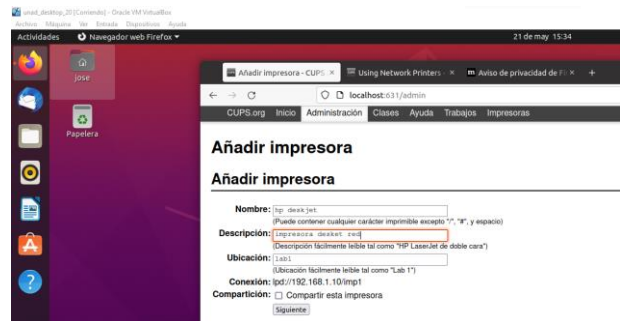 unad_desktop_20 [Corriendo] - Oracle VM VirtualBox
Archivo Máquina Ver Entrada Dispositivos Ayuda
Actividades Navegador web Firefox 21 de may 15:34
jose
Papelera
Añadir impresora - CUPS × Using Network Printers - × Aviso de privacidad de Fi × +
localhost:631/admin
CUPS.org Inicio Administración Clases Ayuda Trabajos Impresoras
Añadir impresora
Añadir impresora
Nombre: hp deskjet
(Puede contener cualquier carácter imprimible excepto "/", "#", y espacio)
Descripción: impresora desket red
(Descripción fácilmente leíble tal como "HP LaserJet de doble cara")
Ubicación: lab1
(Ubicación fácilmente leíble tal como "Lab 1")
Conexión: lpd://192.168.1.10/imp1
Compartición: Compartir esta impresora
Siguiente